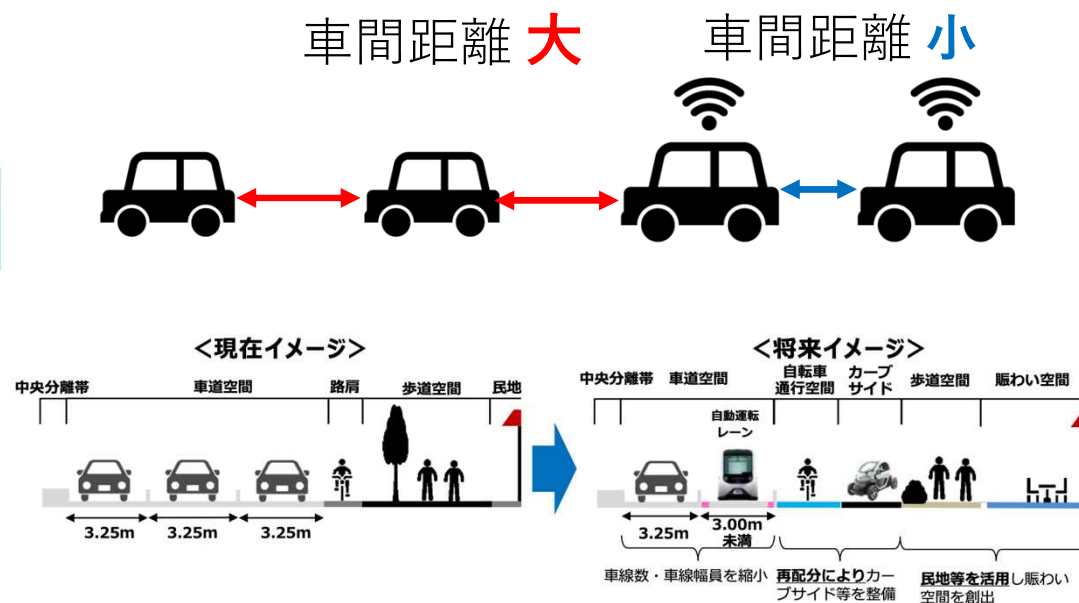 車間距離 大
車間距離 小
<現在イメージ>
中央分離帯 車道空間 路肩 歩道空間 民地
3.25m 3.25m 3.25m
<将来イメージ>
中央分離帯 車道空間 自転車通行空間 カーブサイド 歩道空間 賑わい空間
自動運転
レーン
3.25m 3.00m
未満
車線数・車線幅員を縮小
再配分によりカー
ブサイド等を整備
民地等を活用し賑わい
空間を創出